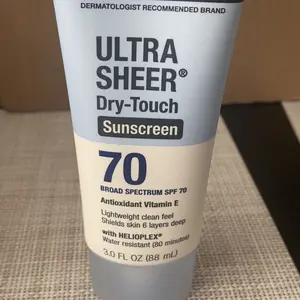 DERMATOLOGIST RECOMMENDED BRAND
ULTRA
SHEER®
Dry-Touch
Sunscreen
70
BROAD SPECTRUM SPF 70
Antioxidant Vitamin E
Lightweight clean feel
Shields skin 6 layers deep
with HELIOPLEX®
Water resistant (80 minutes)
3.0 FL OZ (88 mL)